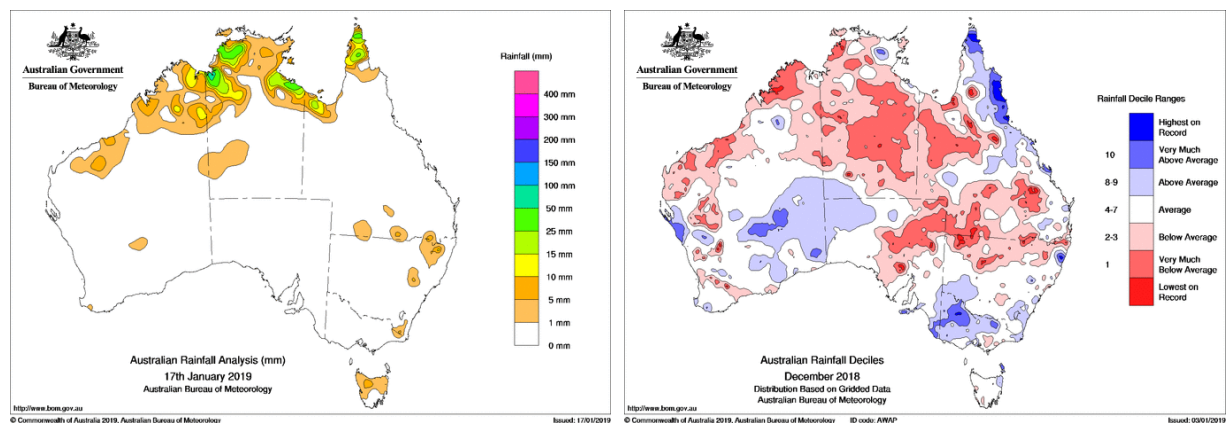 Australian Government
Bureau of Meteorology
Rainfall (mm)
400 mm
300 mm
200 mm
150 mm
100 mm
50 mm
25 mm
15 mm
10 mm
5 mm
1 mm
0 mm
Australian Rainfall Analysis (mm)
17th January 2019
Australian Bureau of Meteorology
http://www.bom.gov.au
© Commonwealth of Australia 2019, Australian Bureau of Meteorology Issued: 17/01/2019
Australian Government
Bureau of Meteorology
Rainfall Decile Ranges
Highest on
Record
10 Very Much
Above Average
8-9 Above Average
4-7 Average
2-3 Below Average
1 Very Much
Below Average
Lowest on
Record
Australian Rainfall Deciles
December 2018
Distribution Based on Gridded Data
Australian Bureau of Meteorology
http://www.bom.gov.au
© Commonwealth of Australia 2019, Australian Bureau of Meteorology ID code: AWAP Issued: 03/01/2019